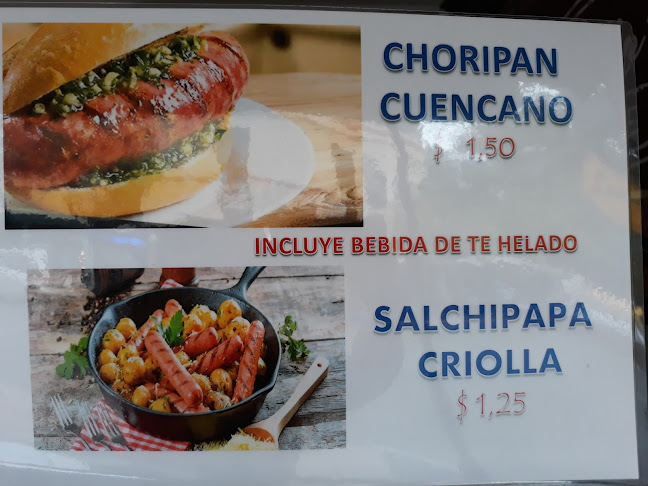 CHORIPAN
CUENCANO
$ 1,50
INCLUYE BEBIDA DE TE HELADO
SALCHIPAPA
CRIOLLA
$ 1,25